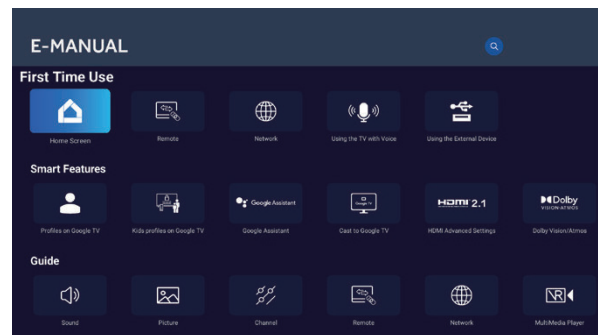 E-MANUAL
First Time Use
Home Screen
Remote
Network
Using the TV with Voice
Using the External Device
Smart Features
Google Assistant
Google TV
HDMI 2.1
Dolby
VISION·ATMOS
Profiles on Google TV
Kids profiles on Google TV
Google Assistant
Cast to Google TV
HDMI Advanced Settings
Dolby Vision/Atmos
Guide
Sound
Picture
Channel
Remote
Network
MultiMedia Player